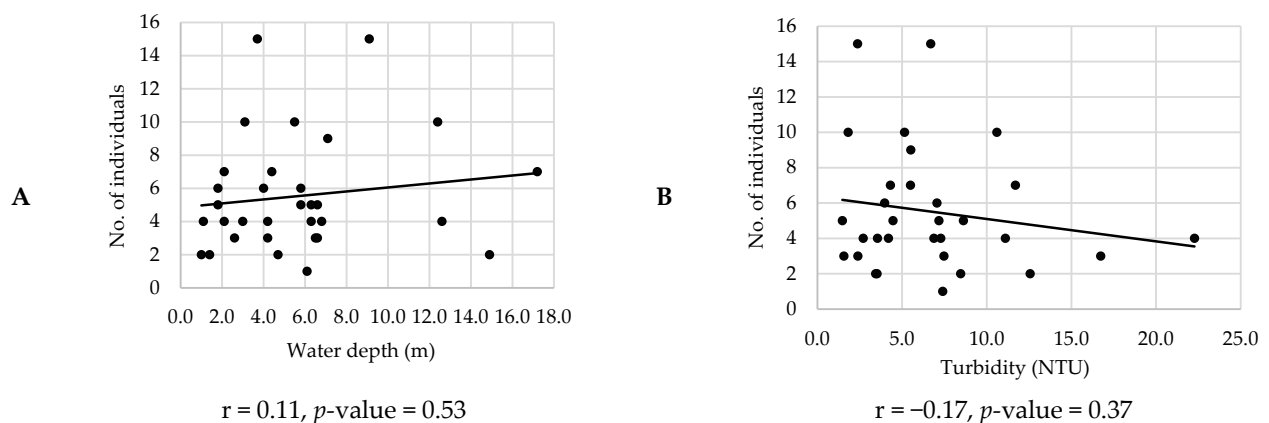 A
No. of individuals
16
14
12
10
8
6
4
2
0
0.0 2.0 4.0 6.0 8.0 10.0 12.0 14.0 16.0 18.0
Water depth (m)
r = 0.11, p-value = 0.53
B
No. of individuals
16
14
12
10
8
6
4
2
0
0.0 5.0 10.0 15.0 20.0 25.0
Turbidity (NTU)
r = −0.17, p-value = 0.37